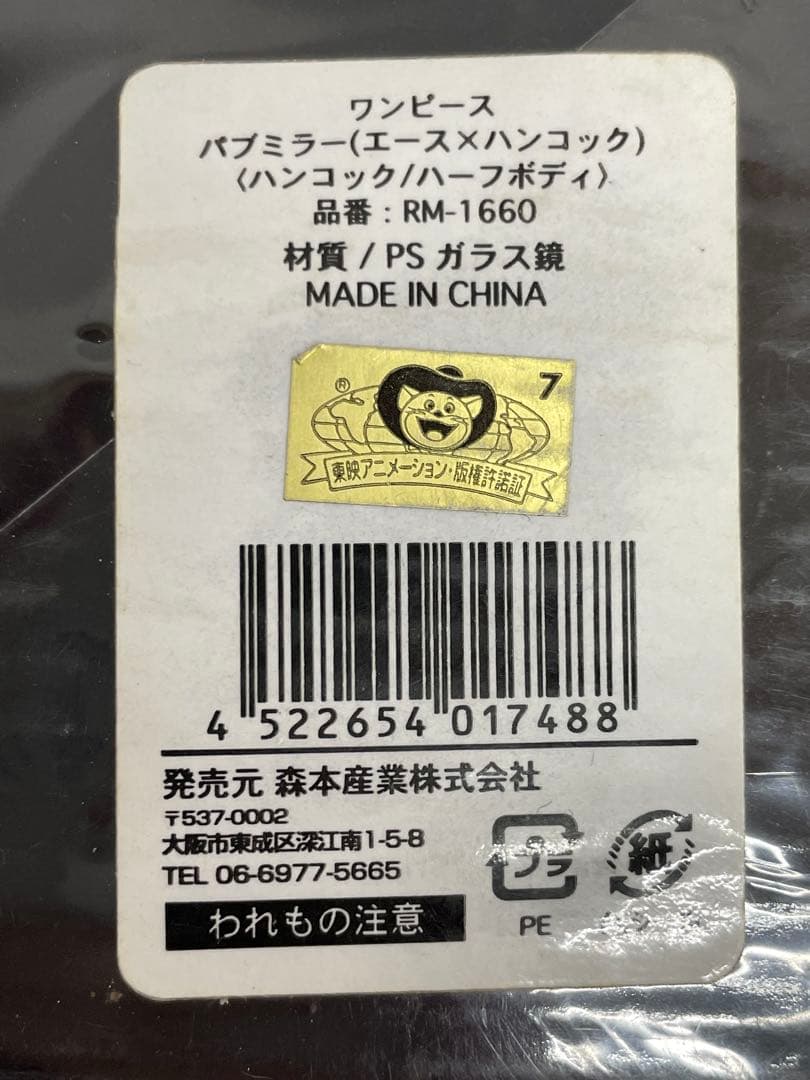 ワンピース
パブミラー(エース×ハンコック)
〈ハンコック/ハーフボディ〉
品番：RM-1660
材質 / PS ガラス鏡
MADE IN CHINA
® 7
東映アニメーション・版権許諾証
4 522654 017488
発売元 森本産業株式会社
〒537-0002
大阪市東成区深江南1-5-8
TEL 06-6977-5665
プラ 紙
PE
われもの注意